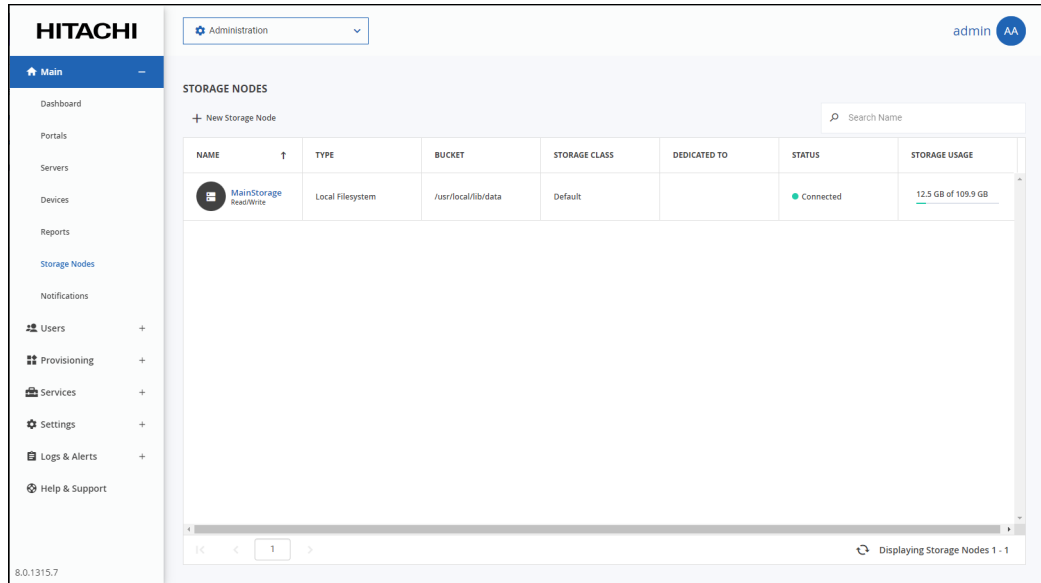 HITACHI
Administration
admin AA
Main
Dashboard
Portals
Servers
Devices
Reports
Storage Nodes
Notifications
Users
Provisioning
Services
Settings
Logs & Alerts
Help & Support
8.0.1315.7
STORAGE NODES
New Storage Node
Search Name
NAME TYPE BUCKET STORAGE CLASS DEDICATED TO STATUS STORAGE USAGE
MainStorage Local Filesystem /usr/local/lib/data Default Connected 12.5 GB of 109.9 GB
Read/Write
1
Displaying Storage Nodes 1 - 1